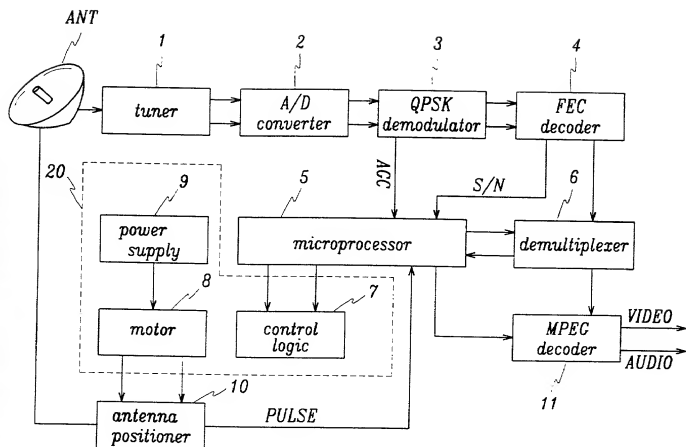 ANT
1
2
3
4
tuner
A/D
converter
QPSK
demodulator
FEC
decoder
AGC
S/N
20
9
5
6
power
supply
microprocessor
demultiplexer
8
7
motor
control
logic
MPEG
decoder
VIDEO
AUDIO
10
11
antenna
positioner
PULSE